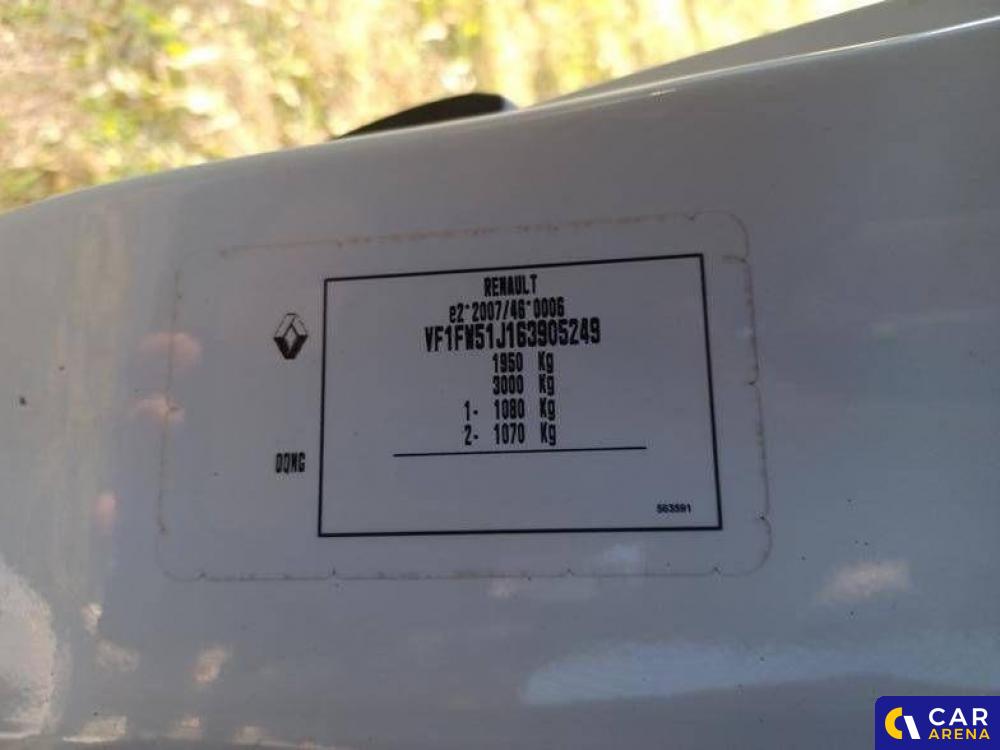 RENAULT
e2*2007/46*0006
VF1FW51J163905249
1950 Kg
3000 Kg
1- 1080 Kg
2- 1070 Kg
DQNG
563591
CAR
ARENA